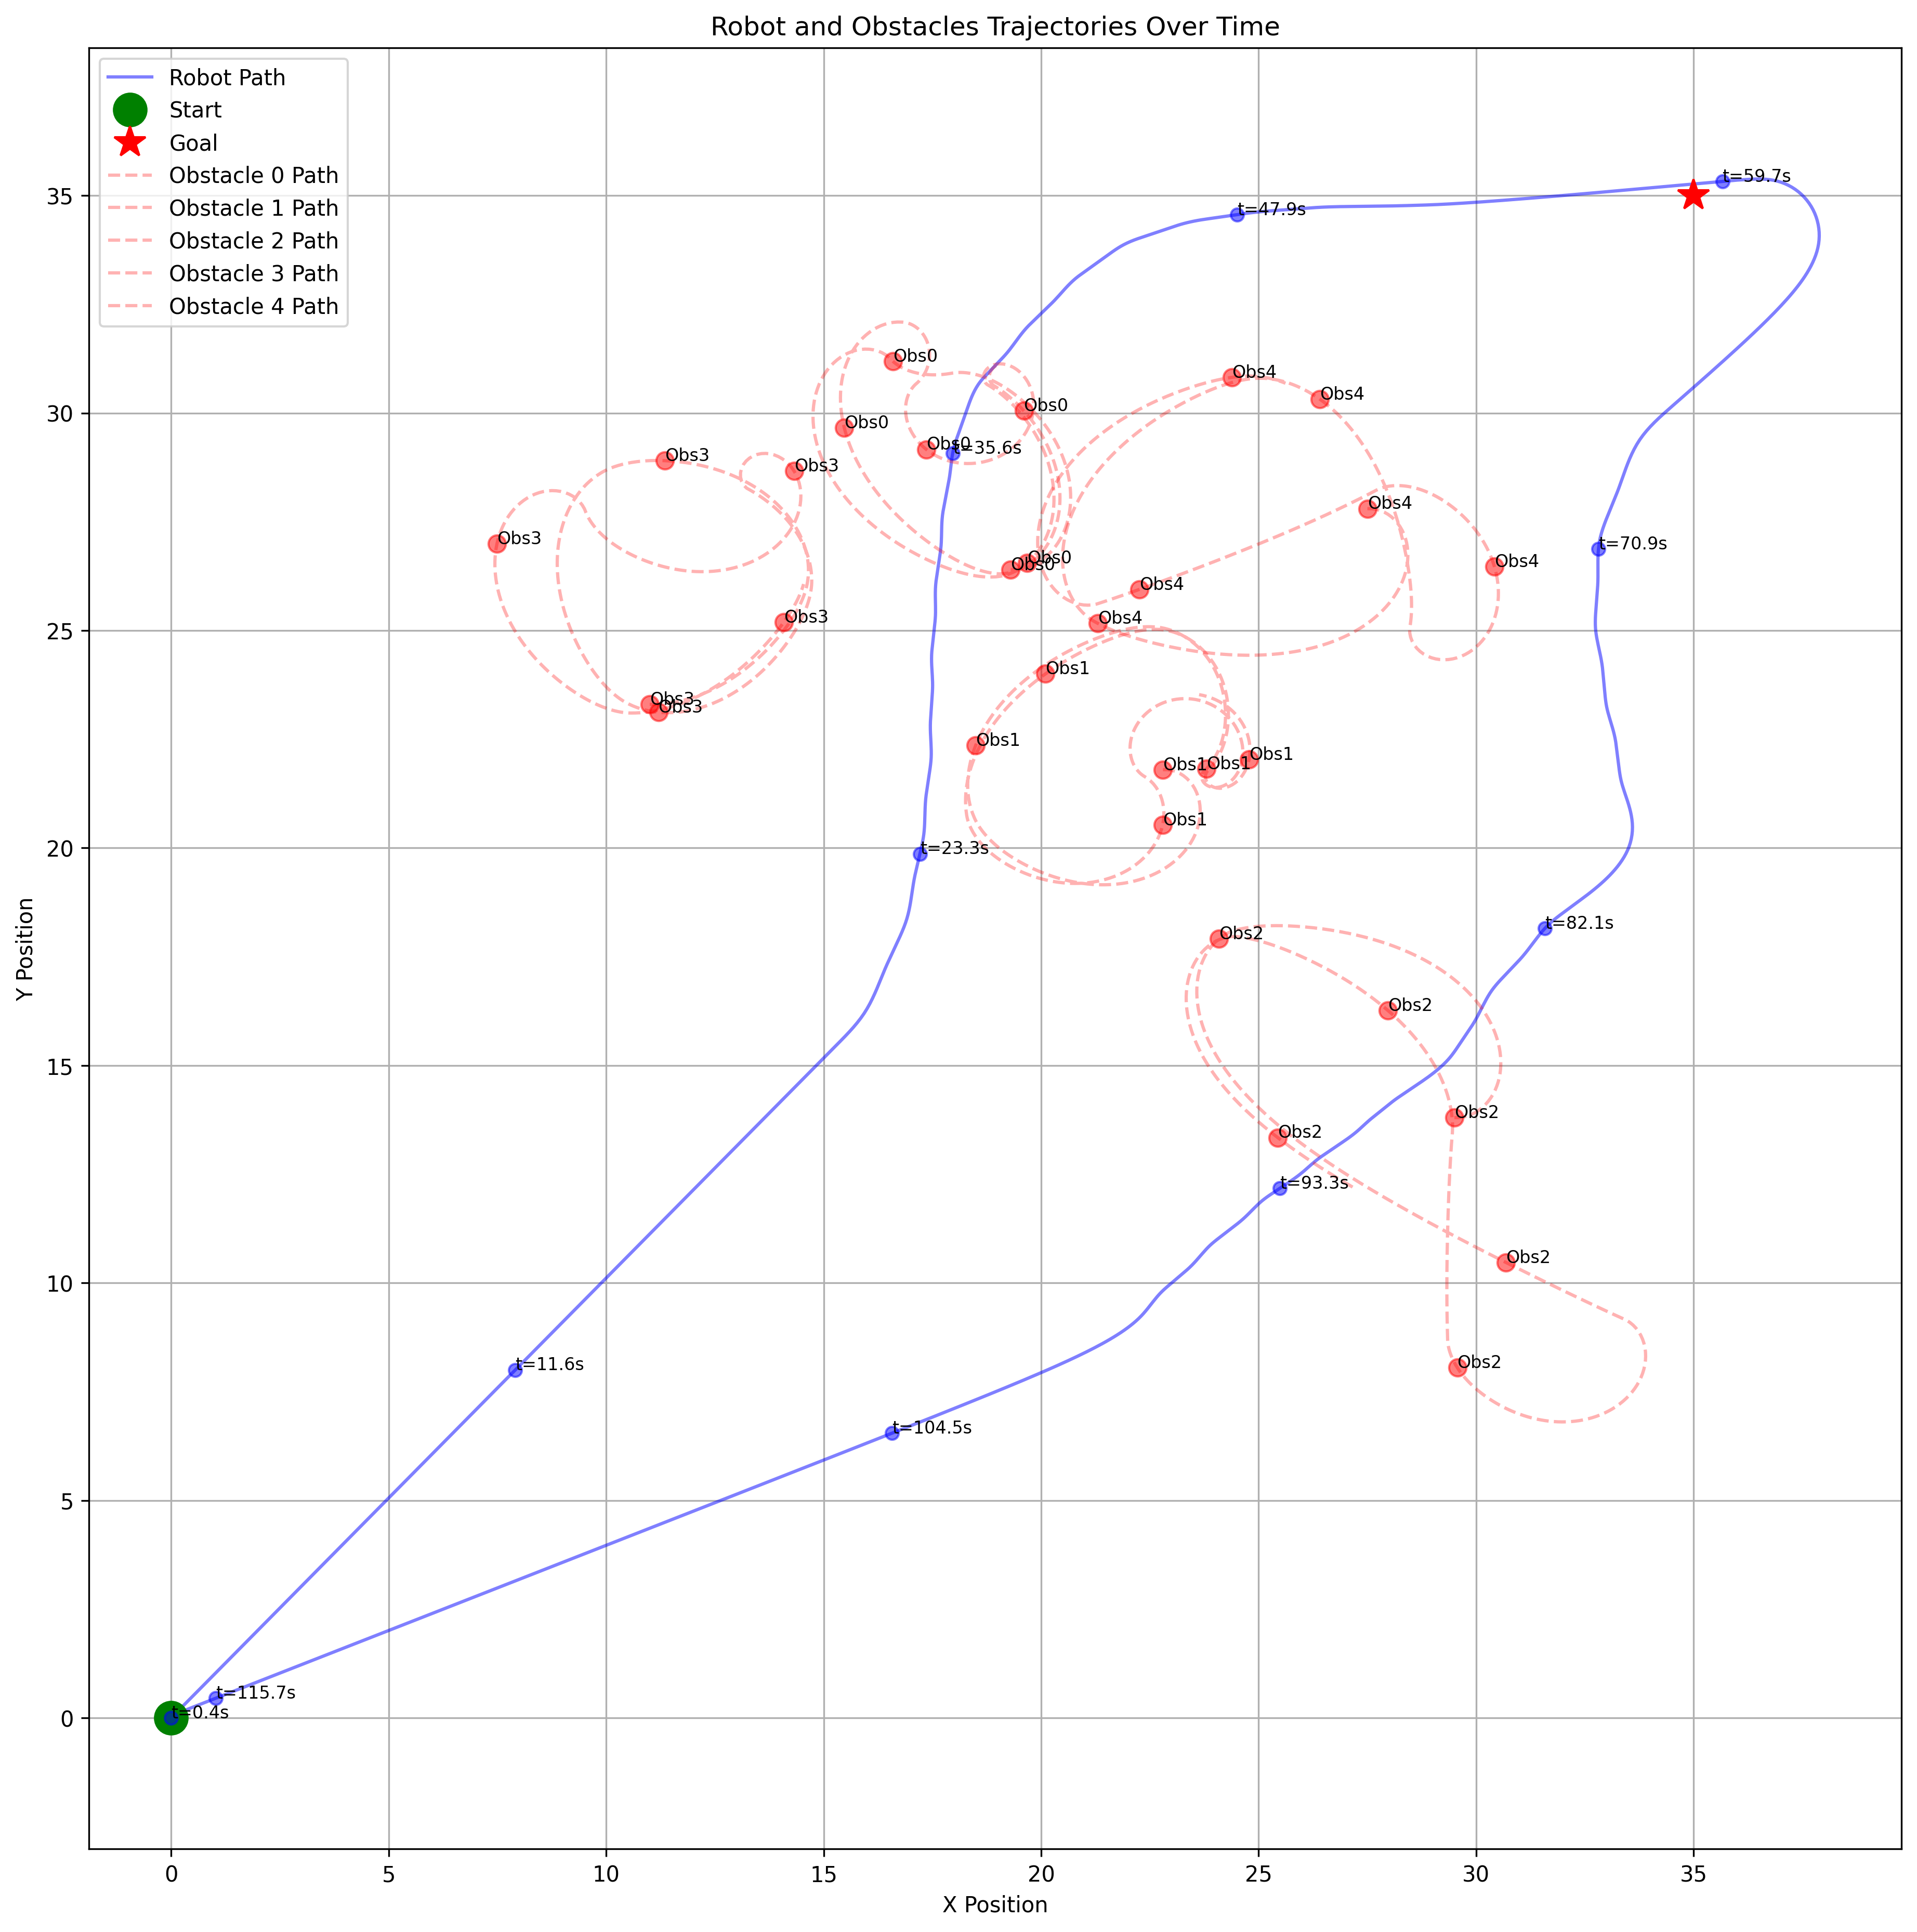 Robot and Obstacles Trajectories Over Time
Robot Path
Start
Goal
Obstacle 0 Path
Obstacle 1 Path
Obstacle 2 Path
Obstacle 3 Path
Obstacle 4 Path
t=59.7s
t=47.9s
Obs0
Obs4
Obs4
Obs0
Obs0
Obs0
t=35.6s
Obs3
Obs3
Obs4
Obs3
t=70.9s
Obs0
Obs0
Obs4
Obs4
Obs3
Obs4
Obs1
Obs3
Obs3
Obs1
Obs1
Obs1
Obs1
Obs1
t=23.3s
t=82.1s
Obs2
Obs2
Obs2
Obs2
t=93.3s
Obs2
t=11.6s
Obs2
t=104.5s
t=115.7s
t=0.4s
35
30
25
20
15
10
5
0
Y Position
0 5 10 15 20 25 30 35
X Position